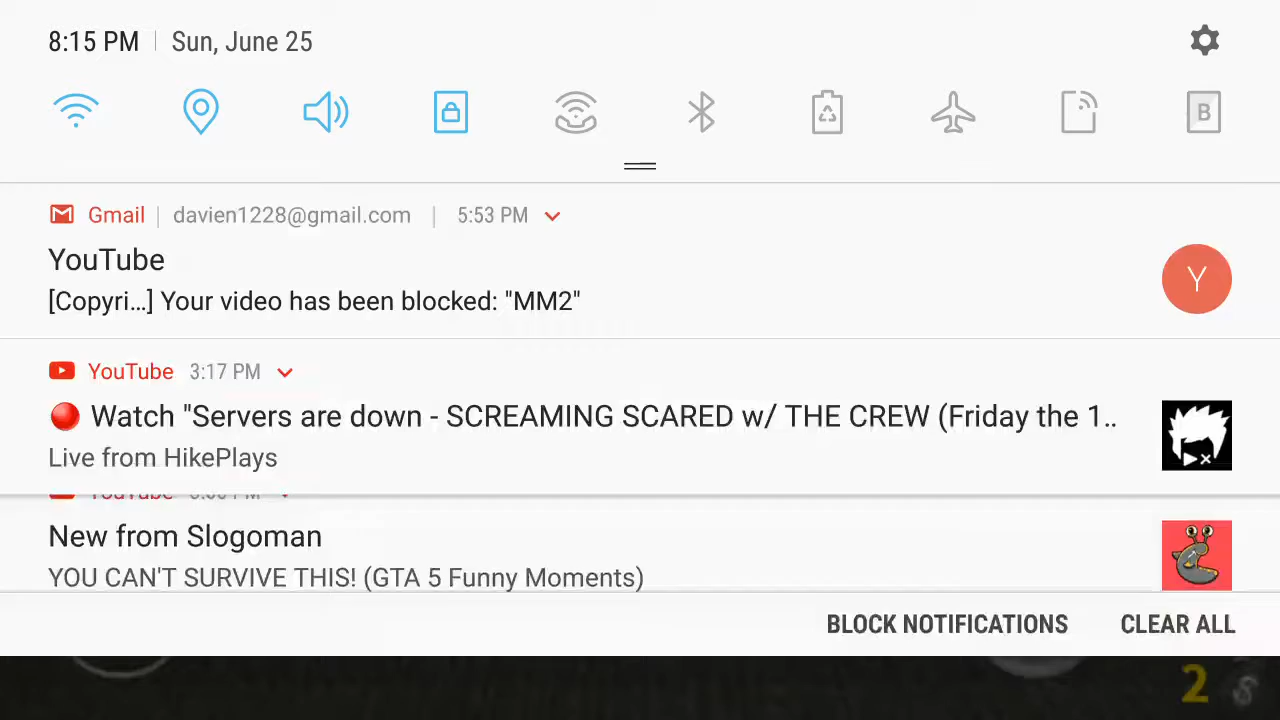 8:15 PM | Sun, June 25
B
Gmail | davien1228@gmail.com | 5:53 PM
YouTube
[Copyri...] Your video has been blocked: "MM2"
Y
YouTube 3:17 PM
Watch "Servers are down - SCREAMING SCARED w/ THE CREW (Friday the 1..
Live from HikePlays
YouTube
New from Slogoman
YOU CAN'T SURVIVE THIS! (GTA 5 Funny Moments)
BLOCK NOTIFICATIONS CLEAR ALL
2